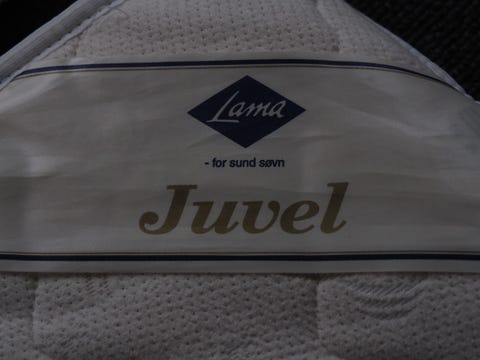 Lama
- for sund søvn
Juvel